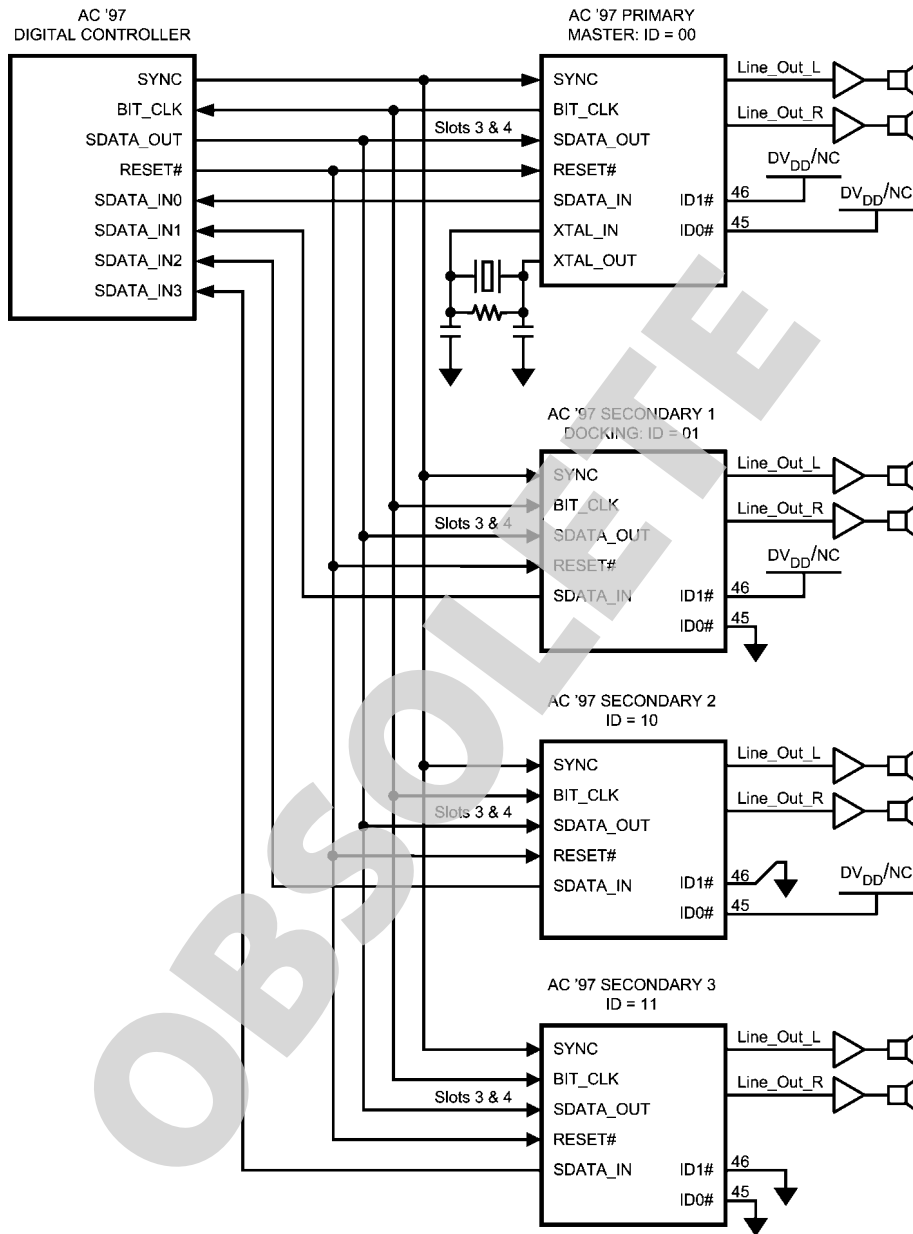 AC '97
DIGITAL CONTROLLER
SYNC
BIT_CLK
SDATA_OUT
RESET#
SDATA_IN0
SDATA_IN1
SDATA_IN2
SDATA_IN3
AC '97 PRIMARY
MASTER: ID = 00
SYNC
BIT_CLK
Slots 3 & 4
SDATA_OUT
RESET#
SDATA_IN
XTAL_IN
XTAL_OUT
ID1#
ID0#
46
45
Line_Out_L
Line_Out_R
DVDD/NC
DVDD/NC
AC '97 SECONDARY 1
DOCKING: ID = 01
SYNC
BIT_CLK
Slots 3 & 4
SDATA_OUT
RESET#
SDATA_IN
ID1#
ID0#
46
45
Line_Out_L
Line_Out_R
DVDD/NC
AC '97 SECONDARY 2
ID = 10
SYNC
BIT_CLK
Slots 3 & 4
SDATA_OUT
RESET#
SDATA_IN
ID1#
ID0#
46
45
Line_Out_L
Line_Out_R
DVDD/NC
AC '97 SECONDARY 3
ID = 11
SYNC
BIT_CLK
Slots 3 & 4
SDATA_OUT
RESET#
SDATA_IN
ID1#
ID0#
46
45
Line_Out_L
Line_Out_R
OBSOLETE